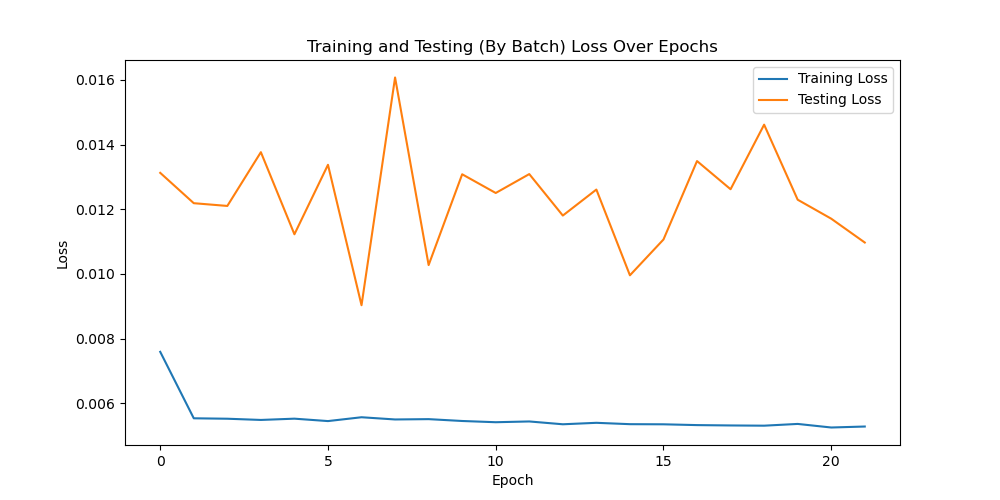 Training and Testing (By Batch) Loss Over Epochs
Training Loss
Testing Loss
0.016
0.014
0.012
0.010
0.008
0.006
Loss
0 5 10 15 20
Epoch